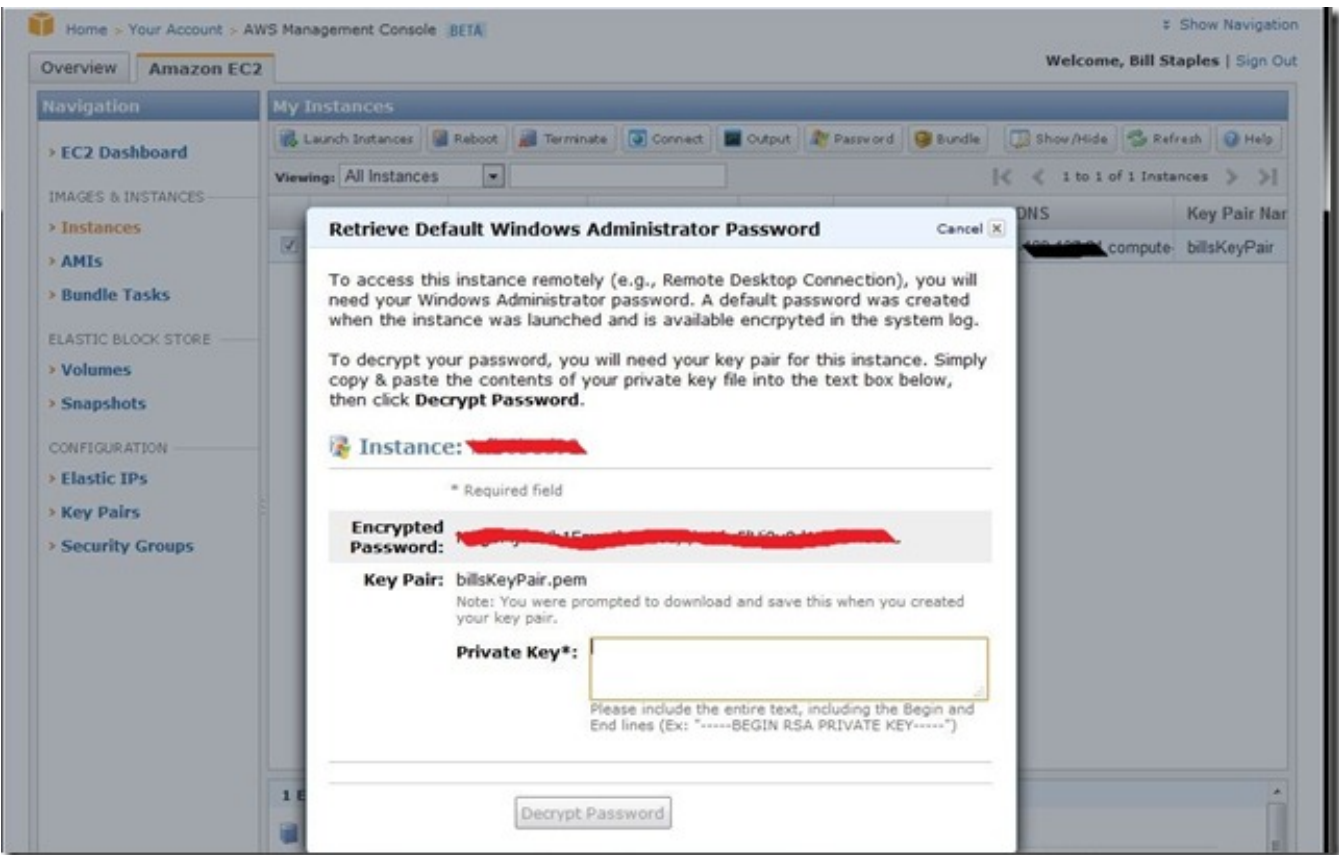 Home > Your Account > AWS Management Console BETA
Show Navigation
Overview
Amazon EC2
Welcome, Bill Staples | Sign Out
Navigation
EC2 Dashboard
IMAGES & INSTANCES
Instances
AMIs
Bundle Tasks
ELASTIC BLOCK STORE
Volumes
Snapshots
CONFIGURATION
Elastic IPs
Key Pairs
Security Groups
My Instances
Launch Instances Reboot Terminate Connect Output Password Bundle Show/Hide Refresh Help
Viewing: All Instances
1 to 1 of 1 Instances
DNS Key Pair Nar
.compute- billsKeyPair
Retrieve Default Windows Administrator Password
Cancel
To access this instance remotely (e.g., Remote Desktop Connection), you will
need your Windows Administrator password. A default password was created
when the instance was launched and is available encrpyted in the system log.
To decrypt your password, you will need your key pair for this instance. Simply
copy & paste the contents of your private key file into the text box below,
then click Decrypt Password.
Instance:
* Required field
Encrypted
Password:
Key Pair: billsKeyPair.pem
Note: You were prompted to download and save this when you created
your key pair.
Private Key*:
Please include the entire text, including the Begin and
End lines (Ex: "-----BEGIN RSA PRIVATE KEY-----")
Decrypt Password
1 E